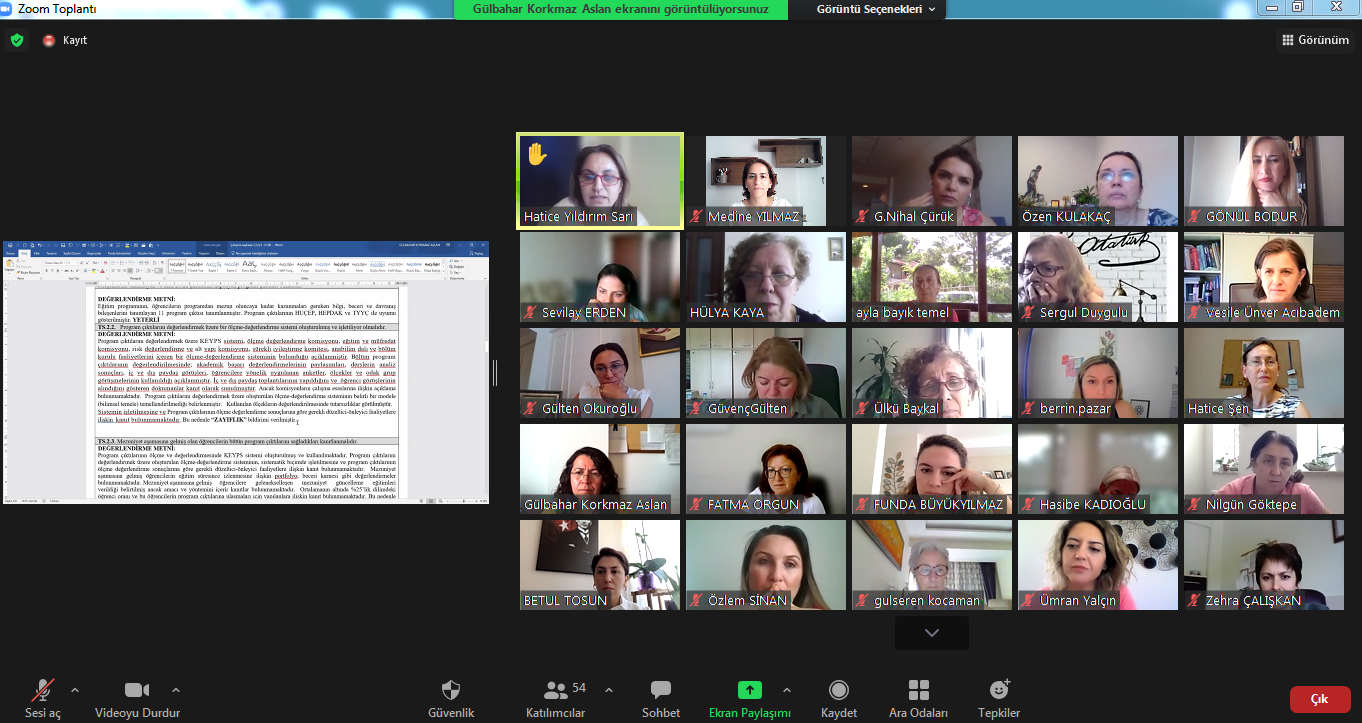 Zoom Toplantı
Gülbahar Korkmaz Aslan ekranını görüntülüyorsunuz
Görüntü Seçenekleri
Kayıt
Görünüm
DEĞERLENDİRME METNİ:
Eğitim programının, öğrencilerin programdan mezun oluncaya kadar kazanmaları gereken bilgi, beceri ve davranış
bileşenlerini tanımlayan 11 program çıktısı tanımlanmıştır. Program çıktılarının HUÇEP, HEPDAK ve TYYÇ ile uyumu
gösterilmiştir. YETERLİ
TS.2.2. Program çıktılarını değerlendirmek üzere bir ölçme-değerlendirme sistemi oluşturulmuş ve işletiliyor olmalıdır.
DEĞERLENDİRME METNİ:
Program çıktılarını değerlendirmek üzere KEYPS sistemi, ölçme değerlendirme komisyonu, eğitim ve müfredat
komisyonu, risk değerlendirme ve alt yapı komisyonu, sürekli iyileştirme komitesi, anabilim dalı ve bölüm
kurulu faaliyetlerini içeren bir ölçme-değerlendirme sisteminin bulunduğu açıklanmıştır. Bölüm program
çıktılarının değerlendirilmesinde; akademik başarı değerlendirmelerinin paylaşımları, derslerin analiz
sonuçları, iç ve dış paydaş görüşleri, öğrencilere yönelik uygulanan anketler, ölçekler ve odak grup
görüşmelerinin kullanıldığı açıklanmıştır. İç ve dış paydaş toplantılarının yapıldığını ve öğrenci görüşlerinin
alındığını gösteren dokumanlar kanıt olarak sunulmuştur. Ancak komisyonların çalışma esaslarına ilişkin açıklama
bulunmamaktadır. Program çıktılarını değerlendirmek üzere oluşturulan ölçme-değerlendirme sisteminin belirli bir modele
(bilimsel temele) temellendirilmediği belirlenmiştir. Kullanılan ölçeklerin değerlendirilmesinde tutarsızlıklar görülmüştür.
Sistemin işletilmesine ve Program çıktılarının ölçme değerlendirme sonuçlarına göre gerekli düzeltici-önleyici faaliyetlere
ilişkin kanıt bulunmamaktadır. Bu nedenle "ZAYIFLIK" bildirimi verilmiştir.
TS.2.3. Mezuniyet aşamasına gelmiş olan öğrencilerin bütün program çıktılarını sağladıkları kanıtlanmalıdır.
DEĞERLENDİRME METNİ:
Program çıktılarının ölçme ve değerlendirmesinde KEYPS sistemi oluşturulmuş ve kullanılmaktadır. Program çıktılarını
değerlendirmek üzere oluşturulan ölçme-değerlendirme sisteminin, sistematik biçimde işletilmesine ve program çıktılarının
ölçme değerlendirme sonuçlarına göre gerekli düzeltici-önleyici faaliyetlere ilişkin kanıt bulunmamaktadır. Mezuniyet
aşamasına gelmiş öğrencilerin eğitim süresince izlenmesine ilişkin portfolyo, beceri karnesi gibi değerlendirmeler
bulunmamaktadır. Mezuniyet aşamasına gelmiş öğrencilere gelenekselleşen mezuniyet güncelleme eğitimleri
verildiği belirtilmiş ancak amacı ve yöntemini içerir kanıtlar bulunmamaktadır. Ortalamanın altında %25'lik dilimdeki
öğrenci oranı ve bu öğrencilerin program çıktılarına ulaşmaları için yapılanlara ilişkin kanıt bulunmamaktadır. Bu nedenle
Hatice Yıldırım Sarı
Medine YILMAZ
G.Nihal Çürük
Özen KULAKAÇ
GÖNÜL BODUR
Sevilay ERDEN
HÜLYA KAYA
ayla bayık temel
Sergul Duygulu
Vesile Ünver Acıbadem
Gülten Okuroğlu
GüvençGülten
Ülkü Baykal
berrin.pazar
Hatice Şen
Gülbahar Korkmaz Aslan
FATMA ORGUN
FUNDA BÜYÜKYILMAZ
Hasibe KADIOĞLU
Nilgün Göktepe
BETUL TOSUN
Özlem SİNAN
gulseren kocaman
Ümran Yalçın
Zehra ÇALIŞKAN
Atatürk
Sesi aç
Videoyu Durdur
Güvenlik
54
Katılımcılar
Sohbet
Ekran Paylaşımı
Kaydet
Ara Odaları
Tepkiler
Çık